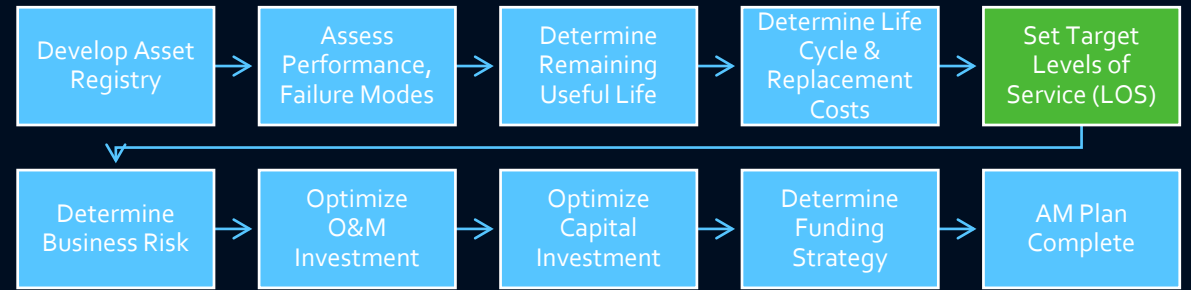 Develop Asset
Registry
Assess
Performance,
Failure Modes
Determine
Remaining
Useful Life
Determine Life
Cycle &
Replacement
Costs
Set Target
Levels of
Service (LOS)
Determine
Business Risk
Optimize
O&M
Investment
Optimize
Capital
Investment
Determine
Funding
Strategy
AM Plan
Complete